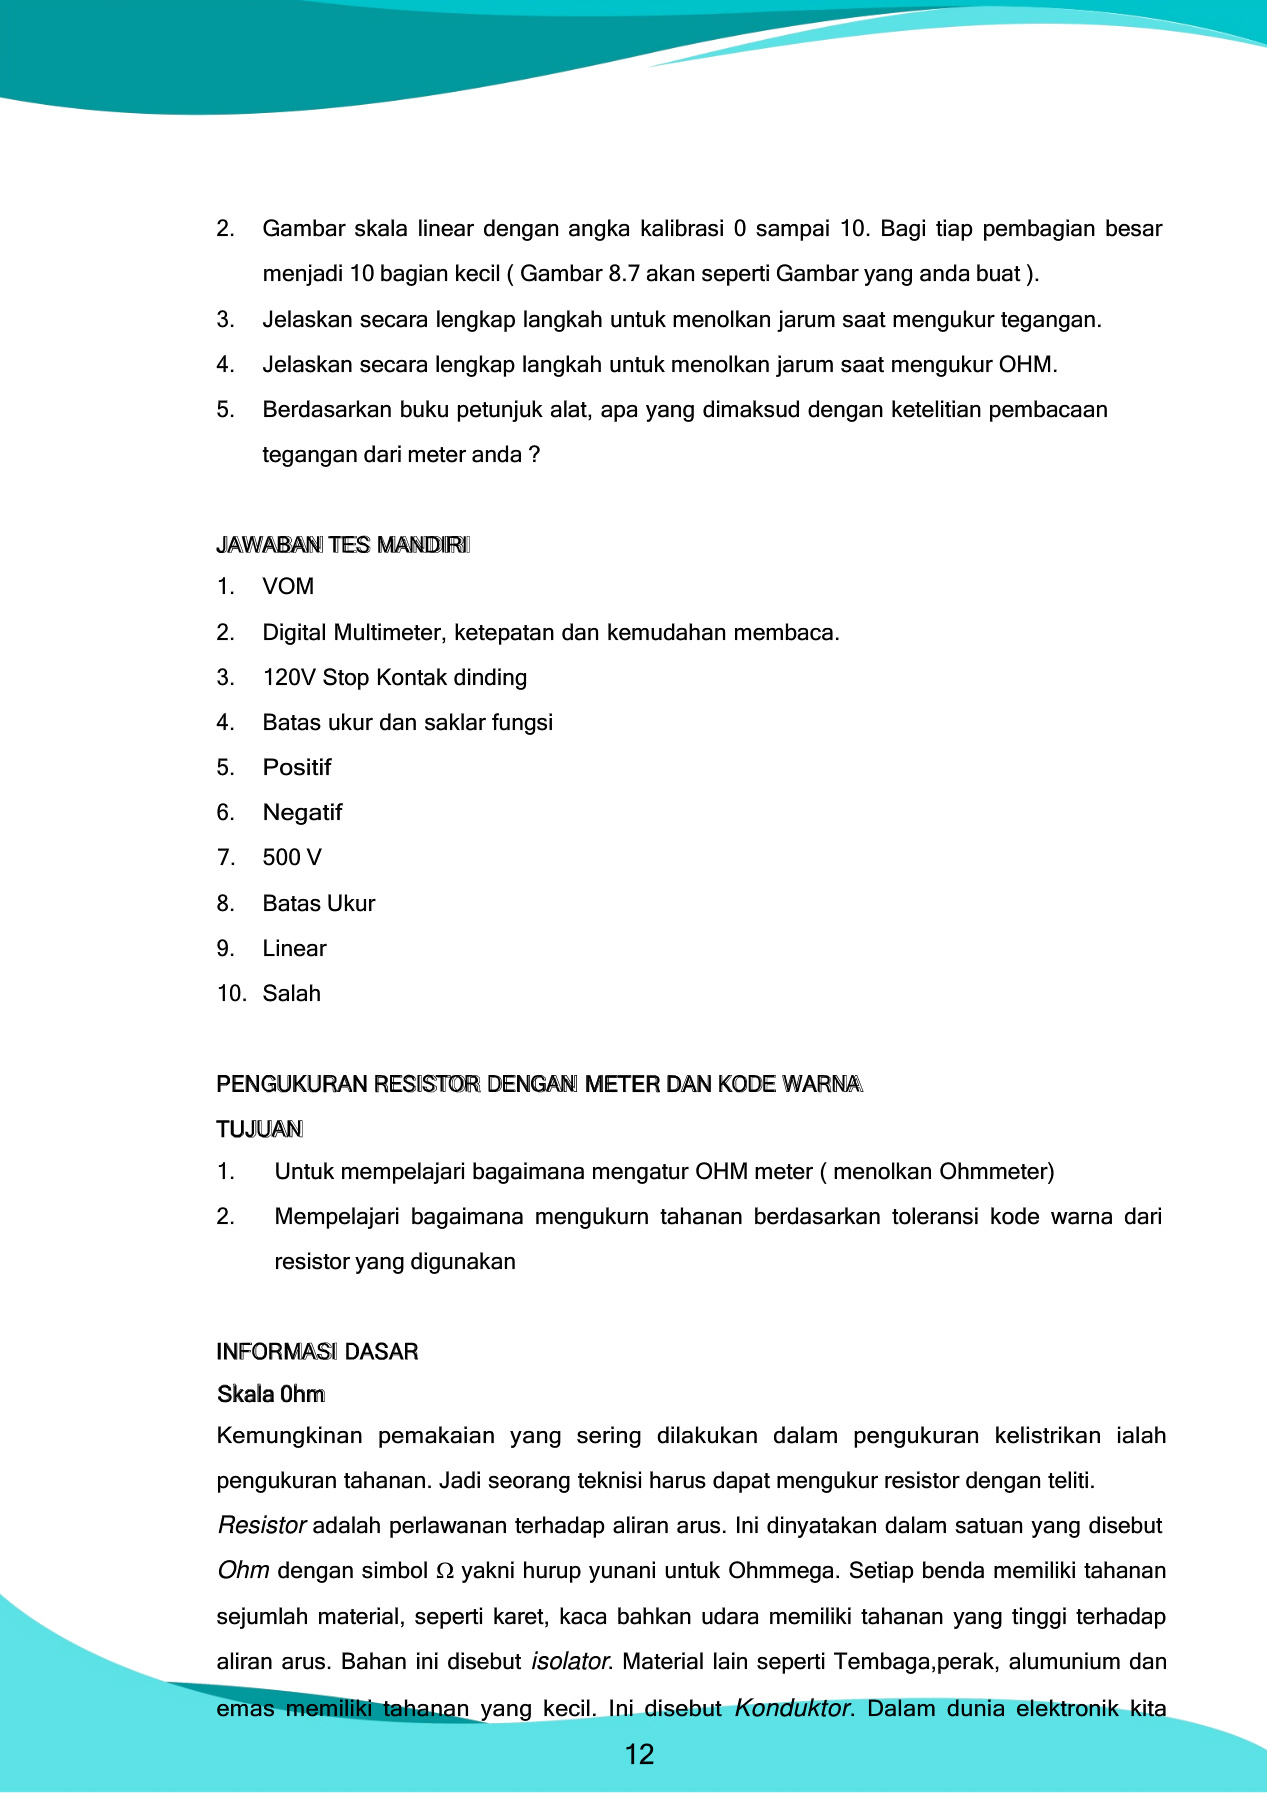 2. Gambar skala linear dengan angka kalibrasi 0 sampai 10. Bagi tiap pembagian besar
menjadi 10 bagian kecil ( Gambar 8.7 akan seperti Gambar yang anda buat ).
3. Jelaskan secara lengkap langkah untuk menolkan jarum saat mengukur tegangan.
4. Jelaskan secara lengkap langkah untuk menolkan jarum saat mengukur OHM.
5. Berdasarkan buku petunjuk alat, apa yang dimaksud dengan ketelitian pembacaan
tegangan dari meter anda ?
JAWABAN TES MANDIRI
1. VOM
2. Digital Multimeter, ketepatan dan kemudahan membaca.
3. 120V Stop Kontak dinding
4. Batas ukur dan saklar fungsi
5. Positif
6. Negatif
7. 500 V
8. Batas Ukur
9. Linear
10. Salah
PENGUKURAN RESISTOR DENGAN METER DAN KODE WARNA
TUJUAN
1. Untuk mempelajari bagaimana mengatur OHM meter ( menolkan Ohmmeter)
2. Mempelajari bagaimana mengukurn tahanan berdasarkan toleransi kode warna dari
resistor yang digunakan
INFORMASI DASAR
Skala 0hm
Kemungkinan pemakaian yang sering dilakukan dalam pengukuran kelistrikan ialah
pengukuran tahanan. Jadi seorang teknisi harus dapat mengukur resistor dengan teliti.
Resistor adalah perlawanan terhadap aliran arus. Ini dinyatakan dalam satuan yang disebut
Ohm dengan simbol Ω yakni hurup yunani untuk Ohmmega. Setiap benda memiliki tahanan
sejumlah material, seperti karet, kaca bahkan udara memiliki tahanan yang tinggi terhadap
aliran arus. Bahan ini disebut isolator. Material lain seperti Tembaga,perak, alumunium dan
emas memiliki tahanan yang kecil. Ini disebut Konduktor. Dalam dunia elektronik kita
12